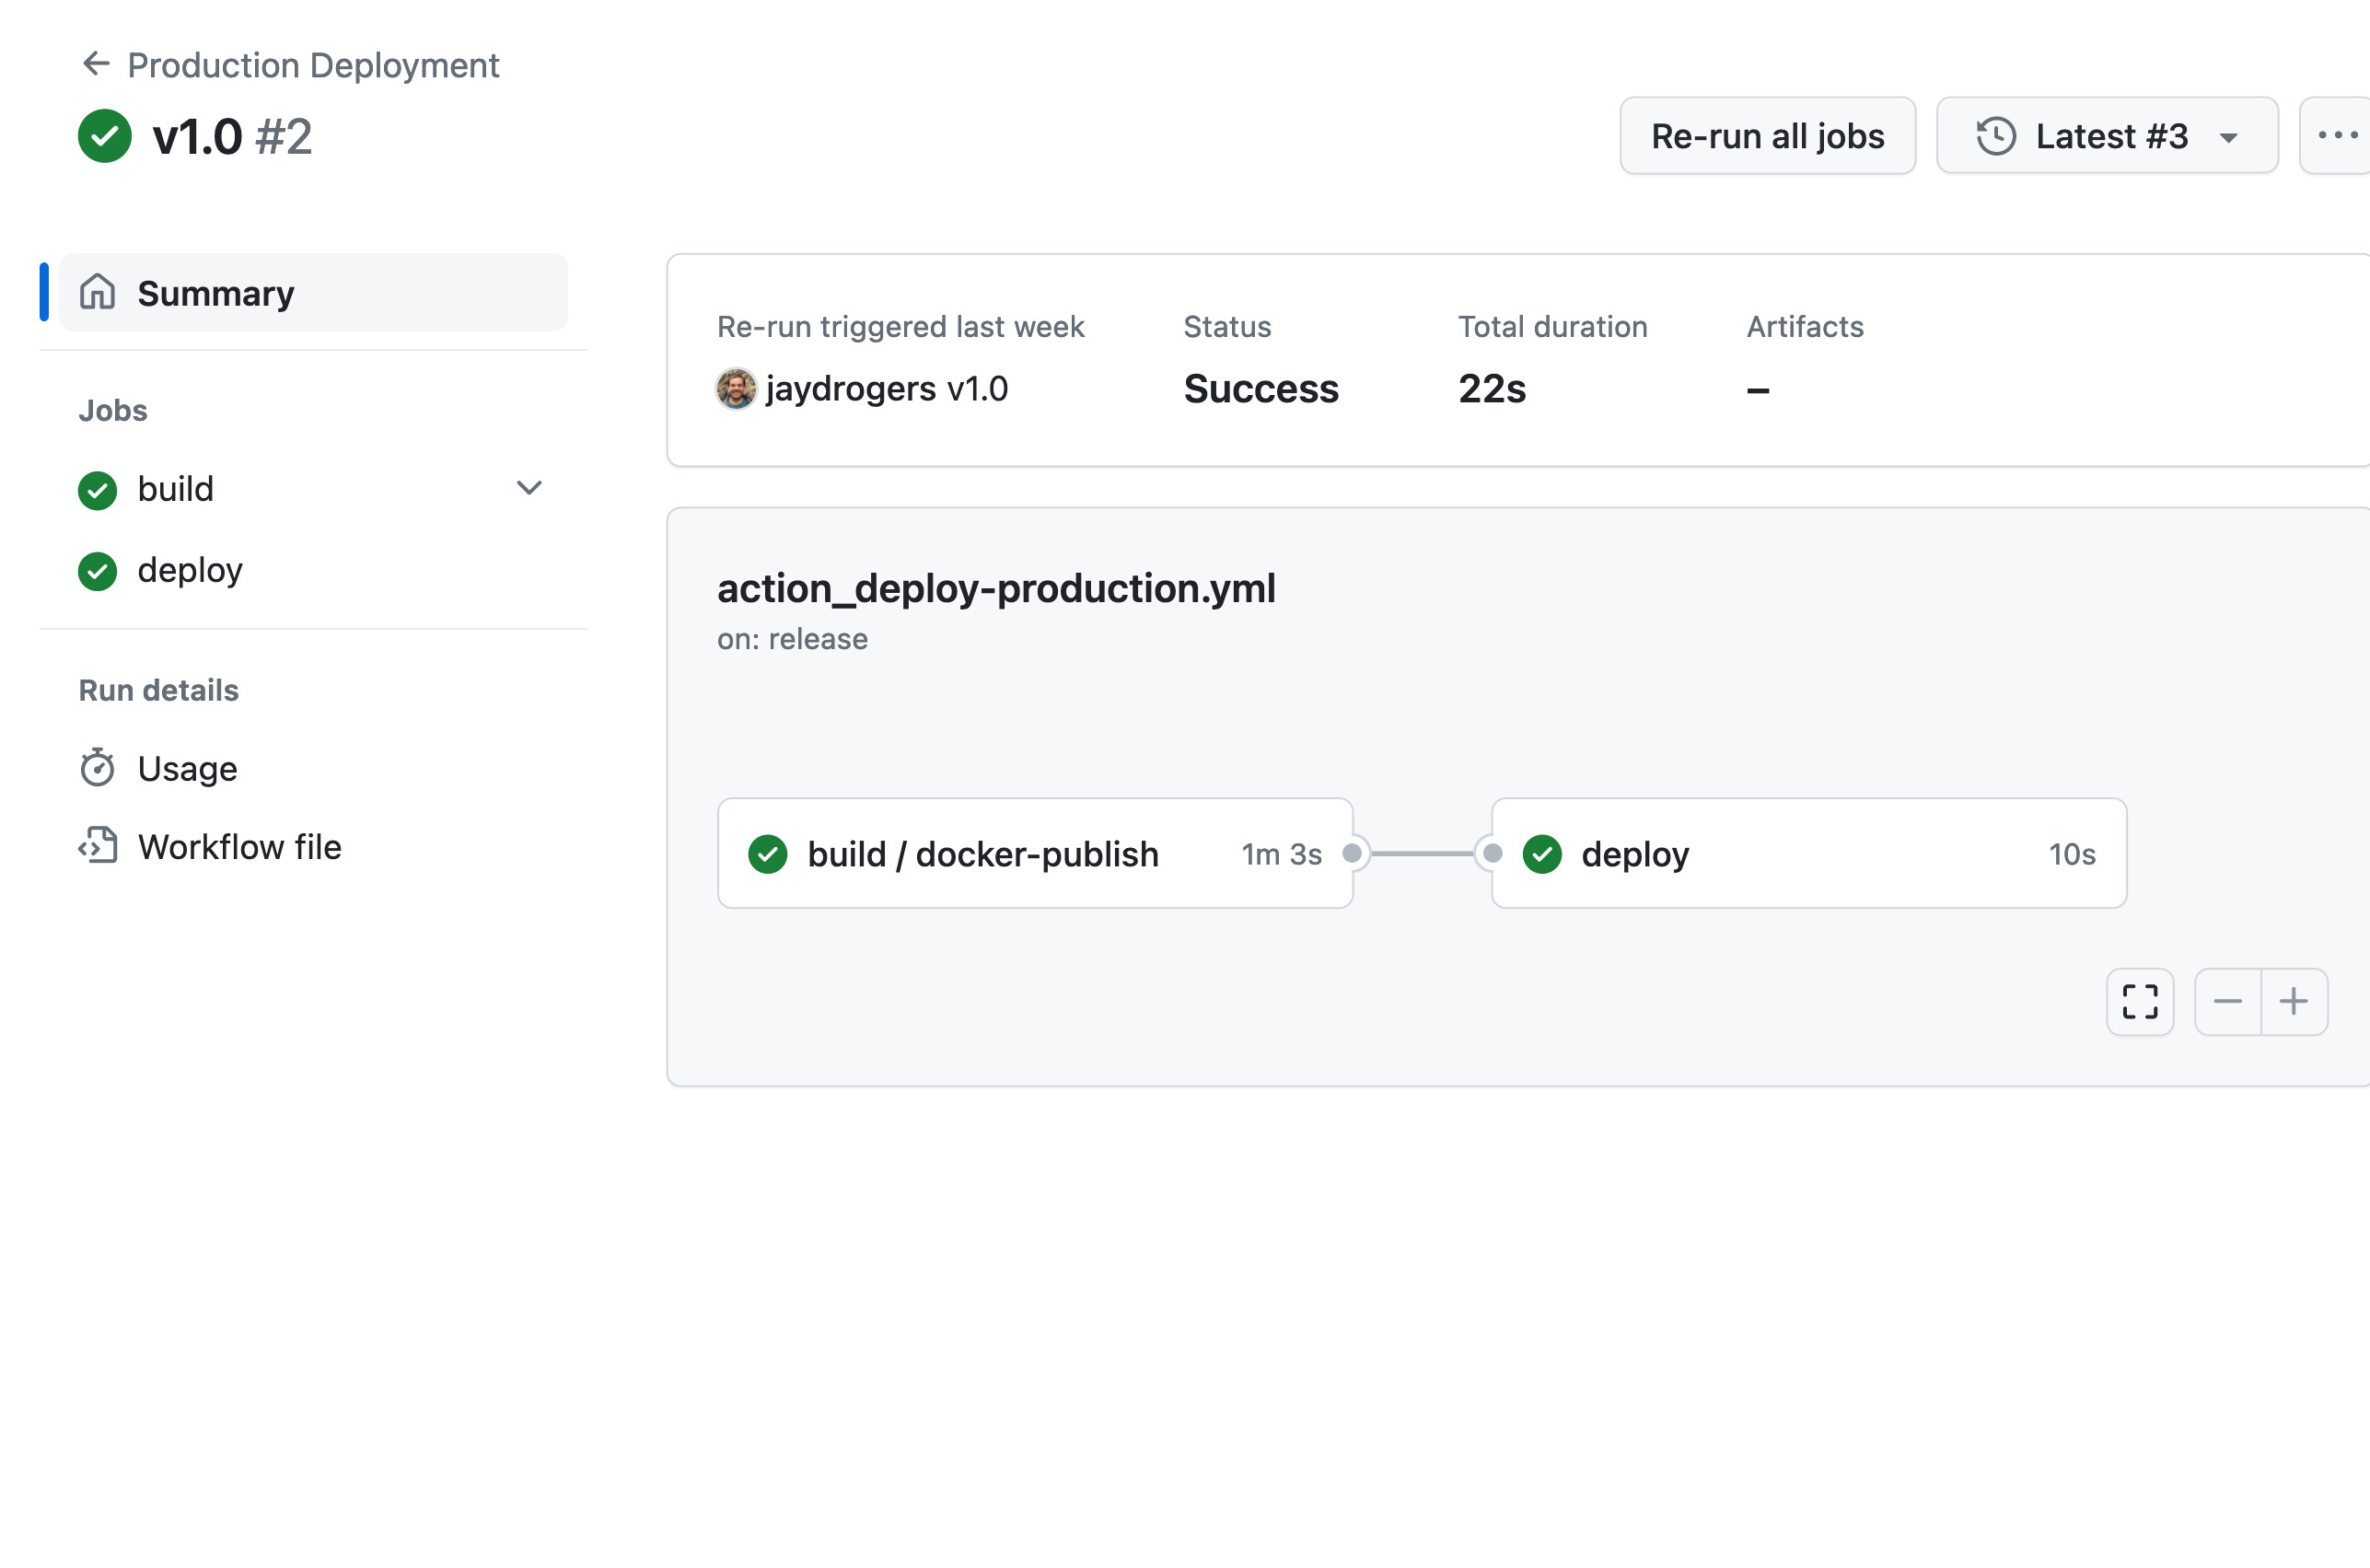 Production Deployment
v1.0 #2
Re-run all jobs
Latest #3
Summary
Jobs
build
deploy
Run details
Usage
Workflow file
Re-run triggered last week
jaydrogers v1.0
Status
Success
Total duration
22s
Artifacts
–
action_deploy-production.yml
on: release
build / docker-publish 1m 3s
deploy 10s